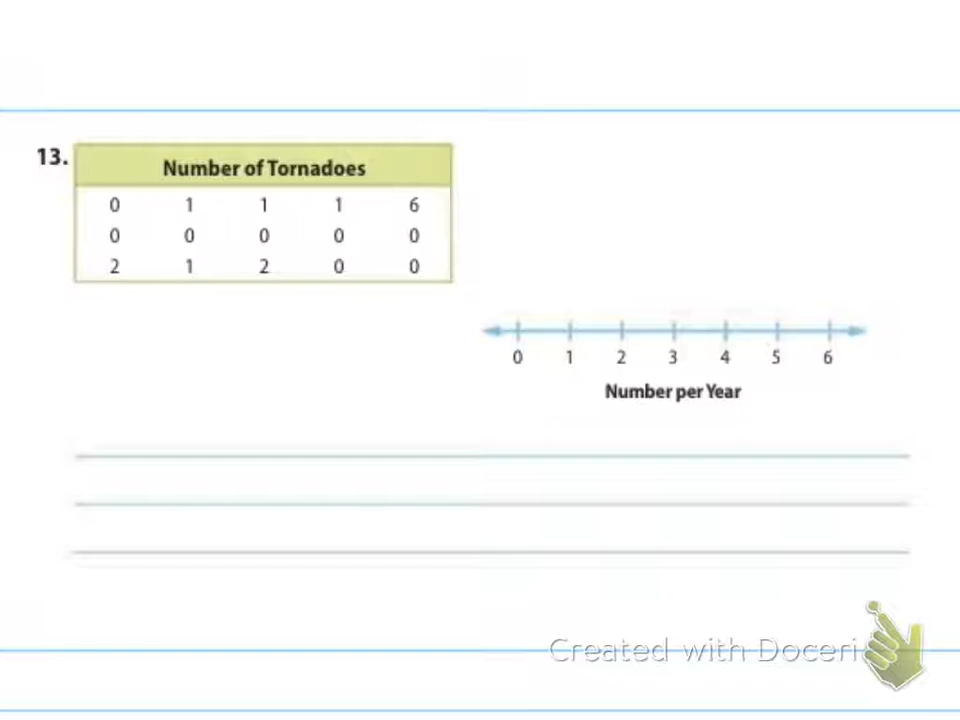 13.
Number of Tornadoes
0 1 1 1 6
0 0 0 0 0
2 1 2 0 0
0 1 2 3 4 5 6
Number per Year
Created with Doceri